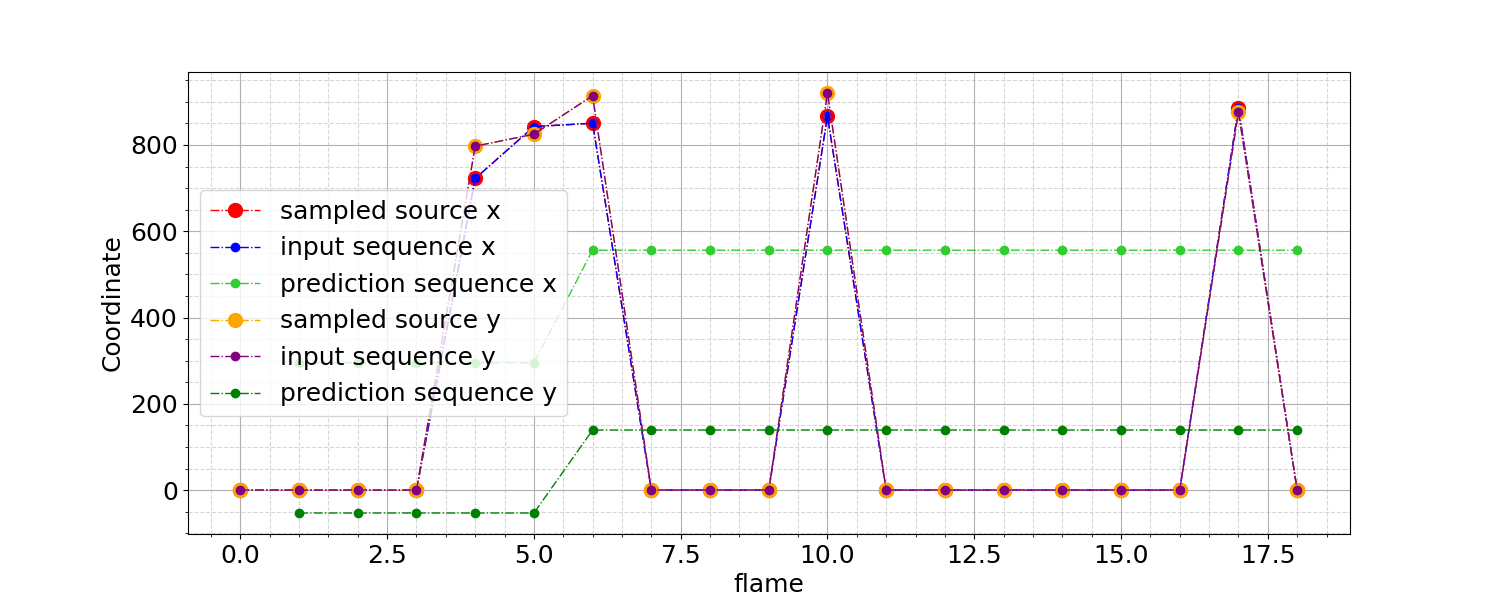 Coordinate
800
600
400
200
0
sampled source x
input sequence x
prediction sequence x
sampled source y
input sequence y
prediction sequence y
0.0 2.5 5.0 7.5 10.0 12.5 15.0 17.5
flame